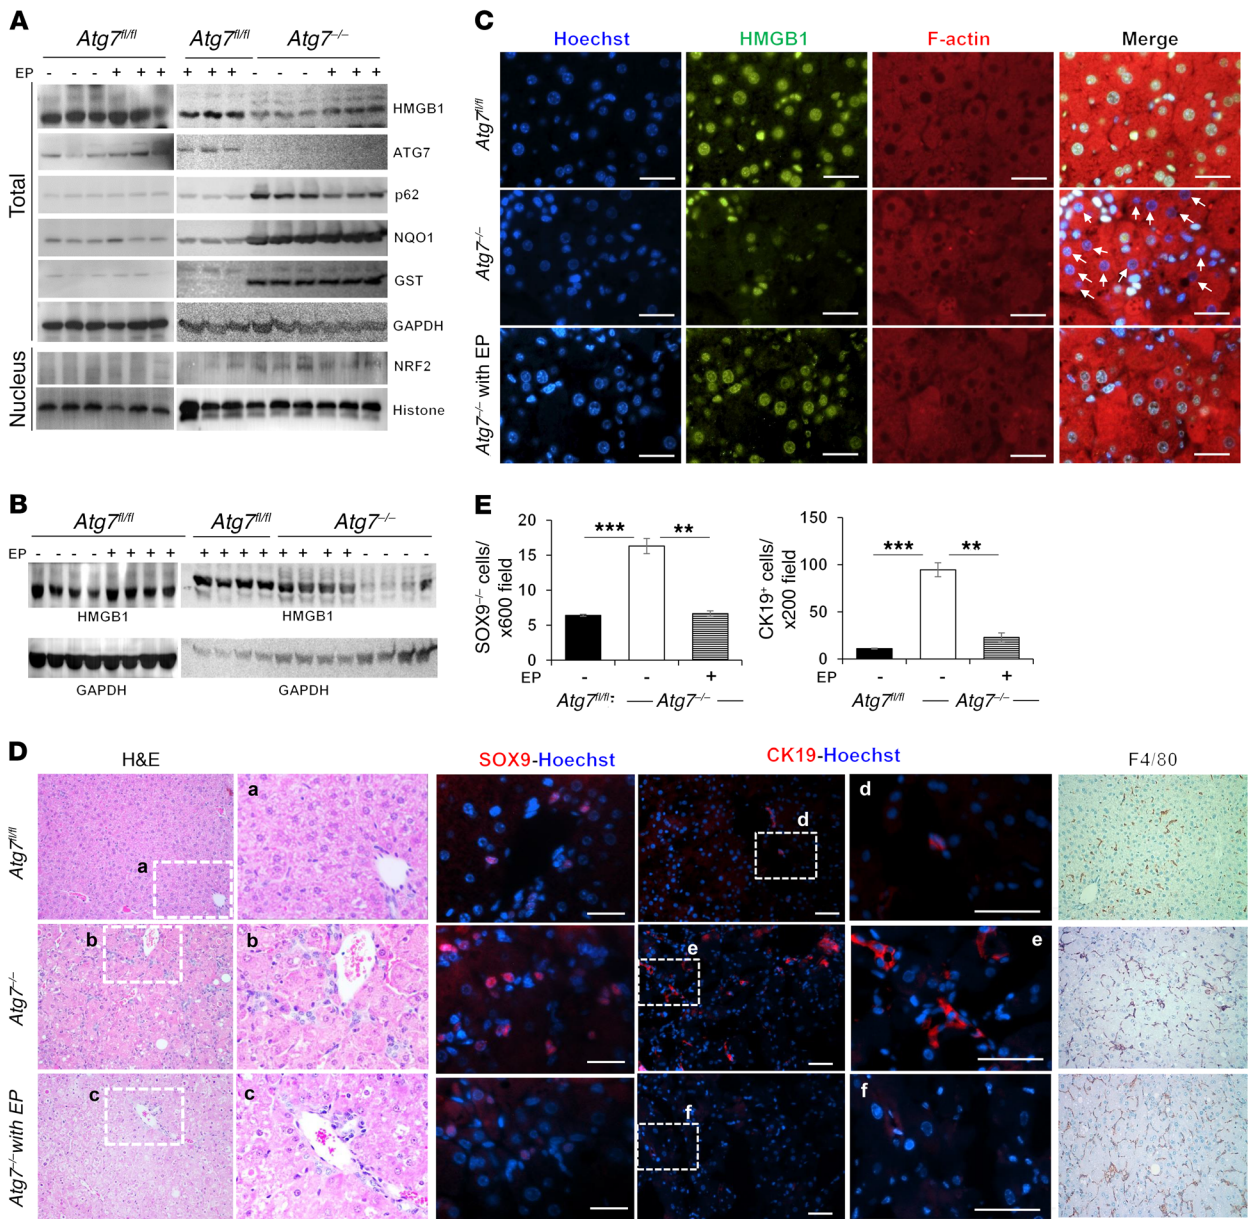 A
Atg7fl/fl
Atg7fl/fl
Atg7–/–
EP - - - + + + + + + - - - + + +
Total
HMGB1
ATG7
p62
NQO1
GST
GAPDH
Nucleus
NRF2
Histone
B
Atg7fl/fl
Atg7fl/fl
Atg7–/–
EP - - - - + + + + + + + + + + + + - - - -
HMGB1
HMGB1
GAPDH
GAPDH
C
Hoechst
HMGB1
F-actin
Merge
Atg7fl/fl
Atg7–/–
Atg7–/– with EP
E
SOX9–/– cells/
x600 field
20
15
10
5
0
***
**
EP - - +
Atg7fl/fl: — Atg7–/– —
CK19+ cells/
x200 field
150
100
50
0
***
**
EP - - +
Atg7fl/fl — Atg7–/– —
D
H&E
SOX9-Hoechst
CK19-Hoechst
F4/80
Atg7fl/fl
a
a
d
d
Atg7–/–
b
b
e
e
Atg7–/– with EP
c
c
f
f